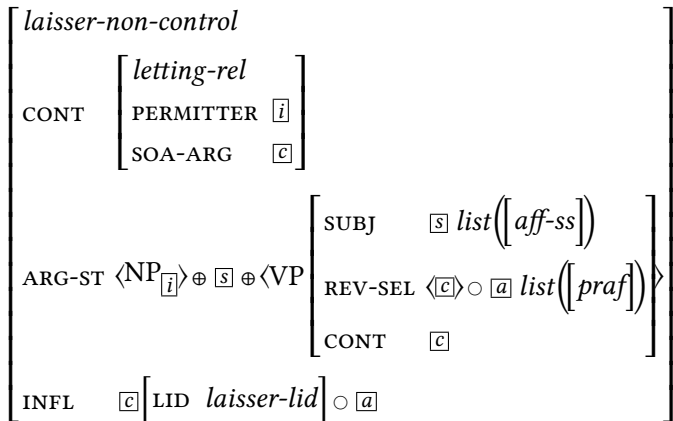 laisser-non-control
CONT [letting-rel
PERMITTER [i]
SOA-ARG [c]]
ARG-ST ⟨NP[i]⟩ ⊕ [s] ⊕ ⟨VP [SUBJ [s] list([aff-ss])
REV-SEL ⟨[c]⟩ ○ [a] list([praf])
CONT [c]]⟩
INFL [c][LID laisser-lid] ○ [a]